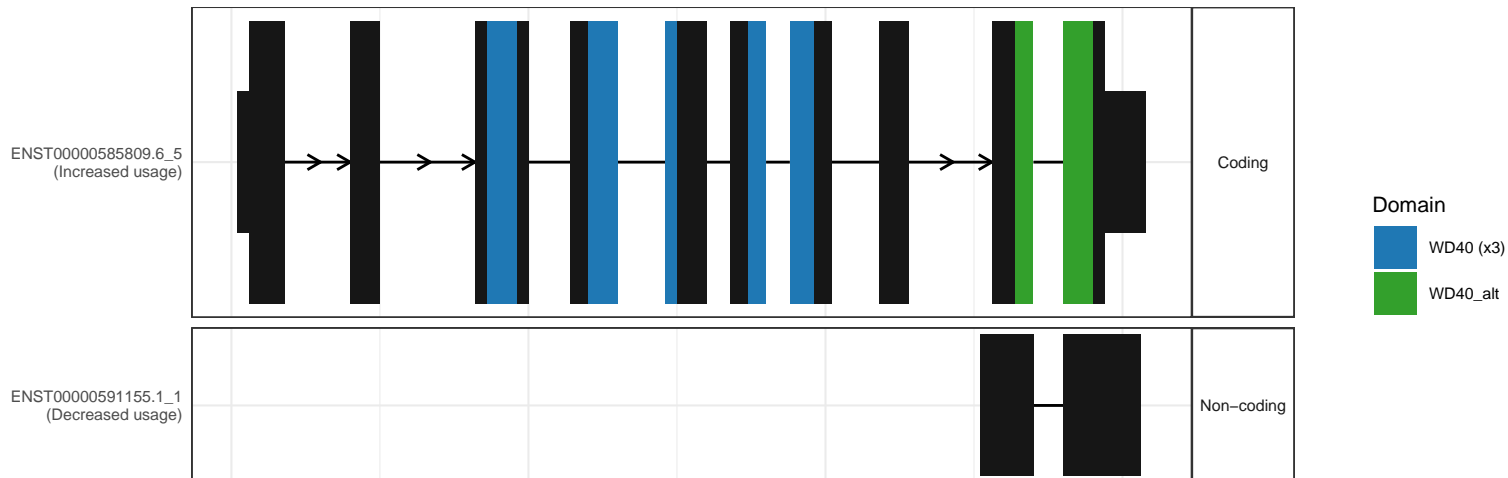 ENST00000585809.6_5
(Increased usage)
Coding
Domain
WD40 (x3)
WD40_alt
ENST00000591155.1_1
(Decreased usage)
Non−coding